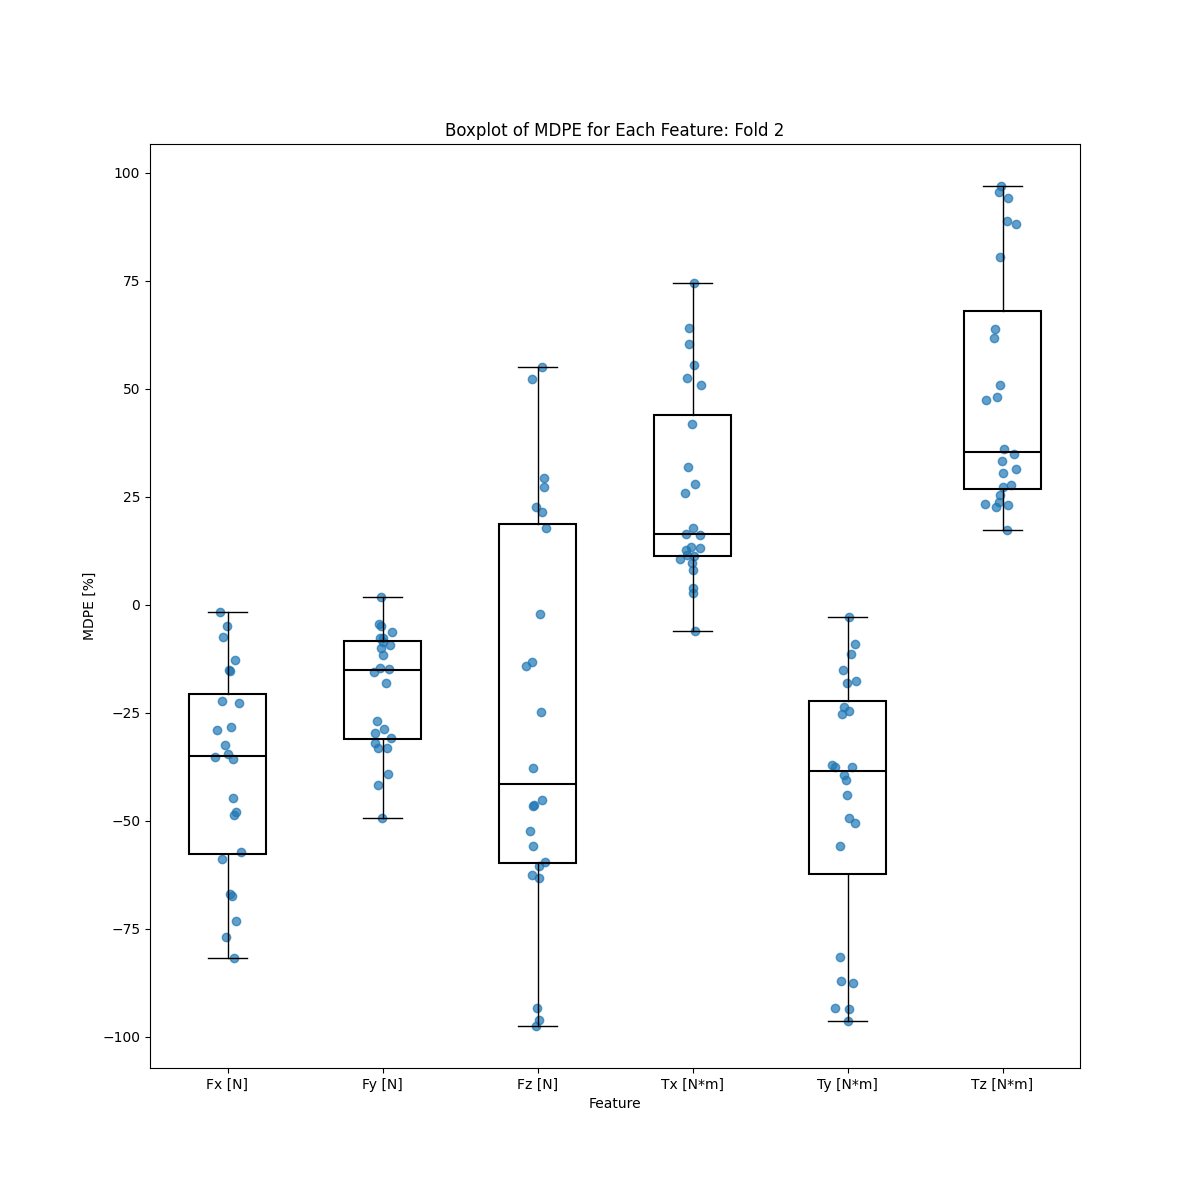 Boxplot of MDPE for Each Feature: Fold 2
100
75
50
25
0
−25
−50
−75
−100
MDPE [%]
Fx [N]
Fy [N]
Fz [N]
Tx [N*m]
Ty [N*m]
Tz [N*m]
Feature